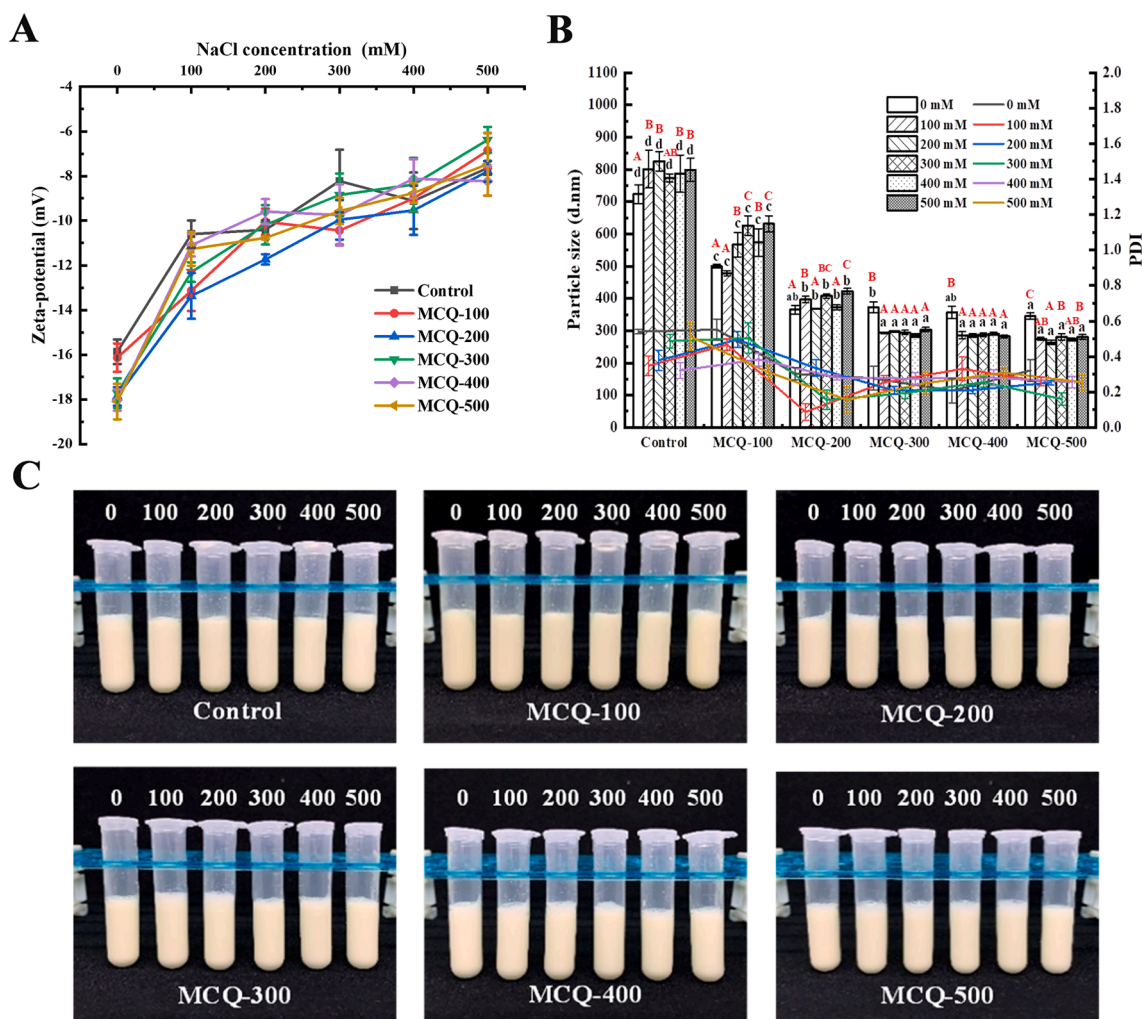 A
NaCl concentration (mM)
0 100 200 300 400 500
Zeta-potential (mV)
-4
-6
-8
-10
-12
-14
-16
-18
-20
Control
MCQ-100
MCQ-200
MCQ-300
MCQ-400
MCQ-500
B
Particle size (d.nm)
1100
1000
900
800
700
600
500
400
300
200
100
0
PDI
2.0
1.8
1.6
1.4
1.2
1.0
0.8
0.6
0.4
0.2
0.0
0 mM 0 mM
100 mM 100 mM
200 mM 200 mM
300 mM 300 mM
400 mM 400 mM
500 mM 500 mM
A B B AB B B
d d d d d d
A A B C B C
c c c c c c
A B A BC B C
ab b b b b b
B A A A A A
a a a a a a
B A A A A A
ab a a a a a
C AB A B AB B
a a a a a a
Control MCQ-100 MCQ-200 MCQ-300 MCQ-400 MCQ-500
C
0 100 200 300 400 500
Control
0 100 200 300 400 500
MCQ-100
0 100 200 300 400 500
MCQ-200
0 100 200 300 400 500
MCQ-300
0 100 200 300 400 500
MCQ-400
0 100 200 300 400 500
MCQ-500